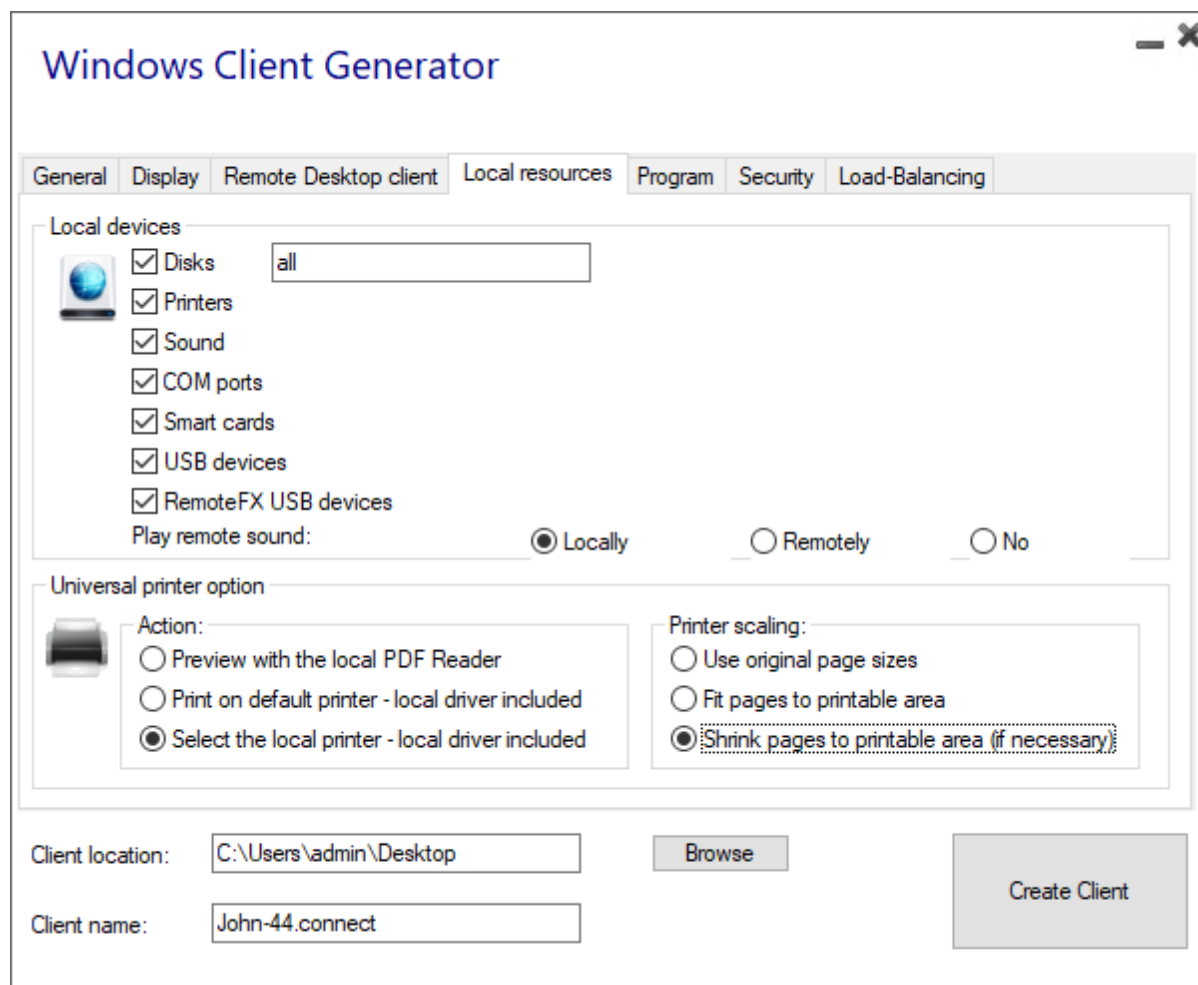 Windows Client Generator
General Display Remote Desktop client Local resources Program Security Load-Balancing
Local devices
Disks all
Printers
Sound
COM ports
Smart cards
USB devices
RemoteFX USB devices
Play remote sound: Locally Remotely No
Universal printer option
Action: Printer scaling:
Preview with the local PDF Reader Use original page sizes
Print on default printer - local driver included Fit pages to printable area
Select the local printer - local driver included Shrink pages to printable area (if necessary)
Client location: C:\Users\admin\Desktop Browse
Create Client
Client name: John-44.connect